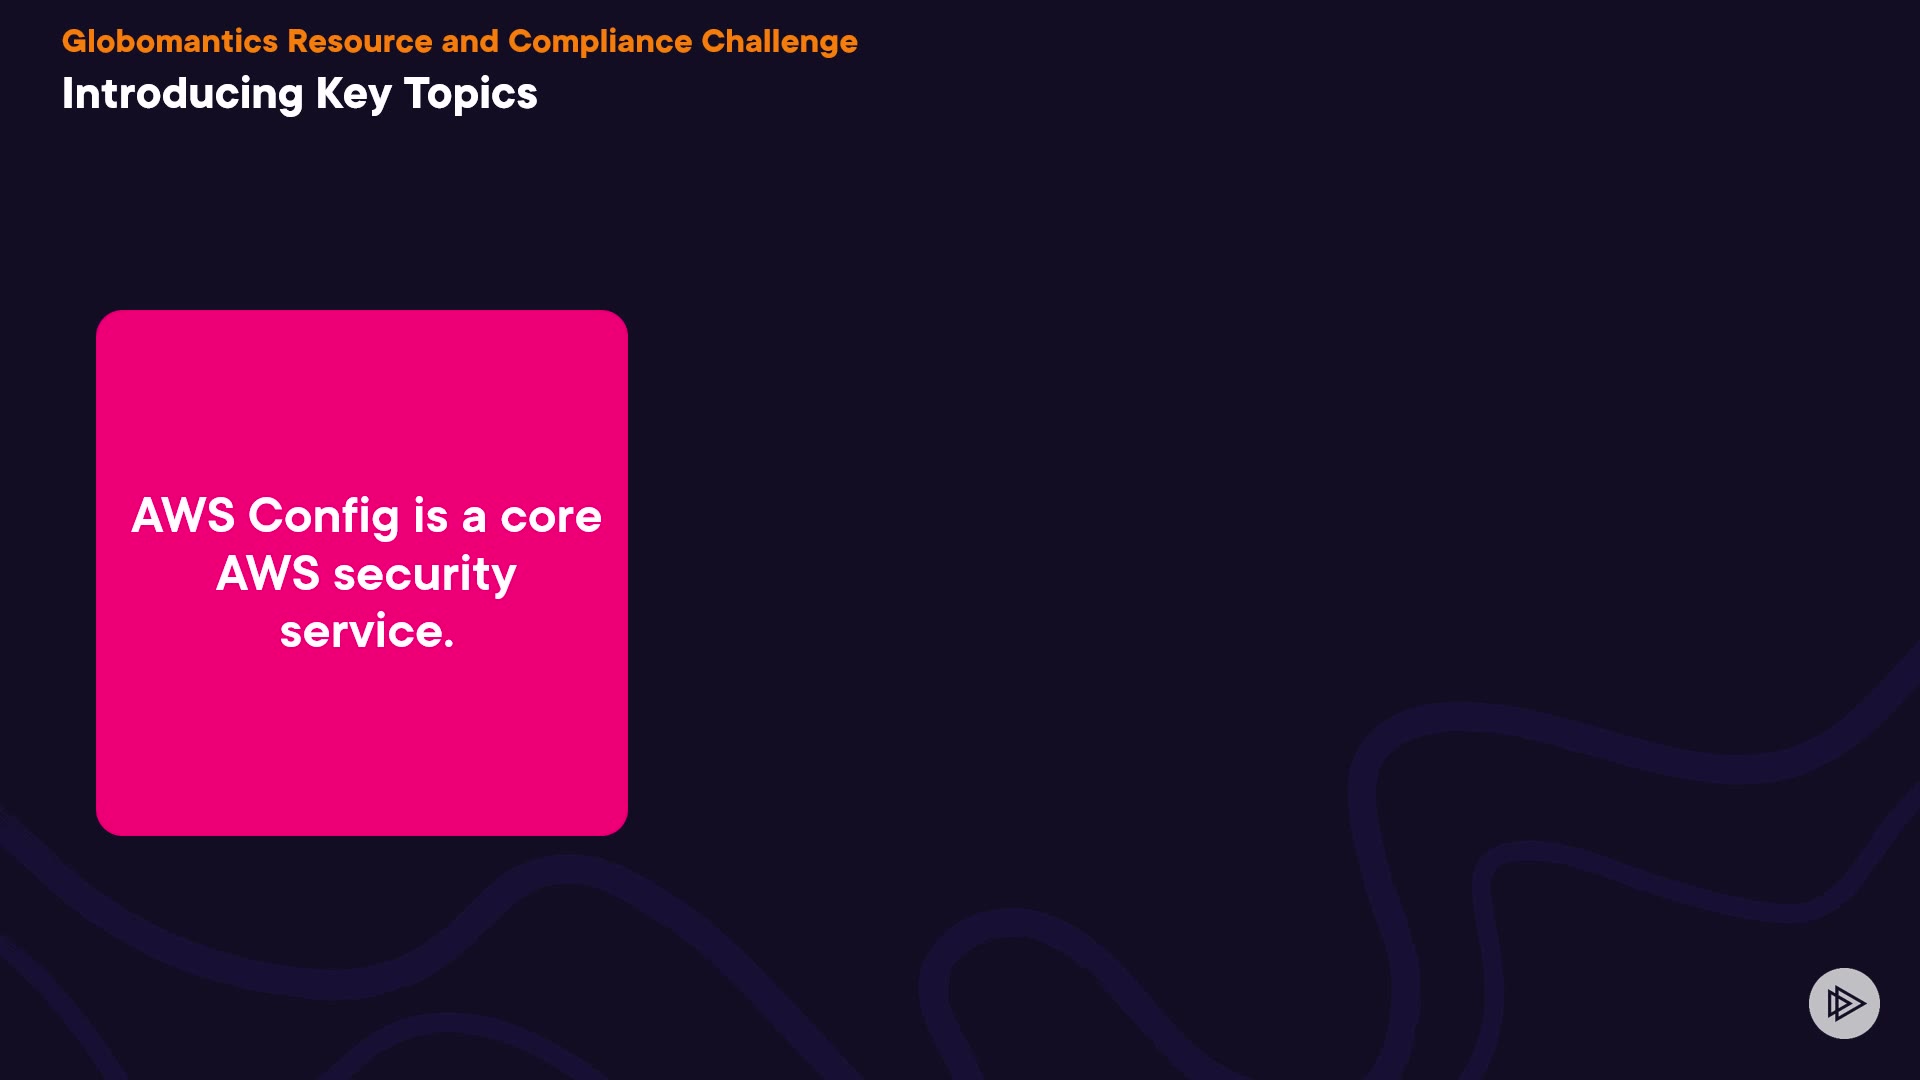 Globomantics Resource and Compliance Challenge
Introducing Key Topics
AWS Config is a core
AWS security
service.